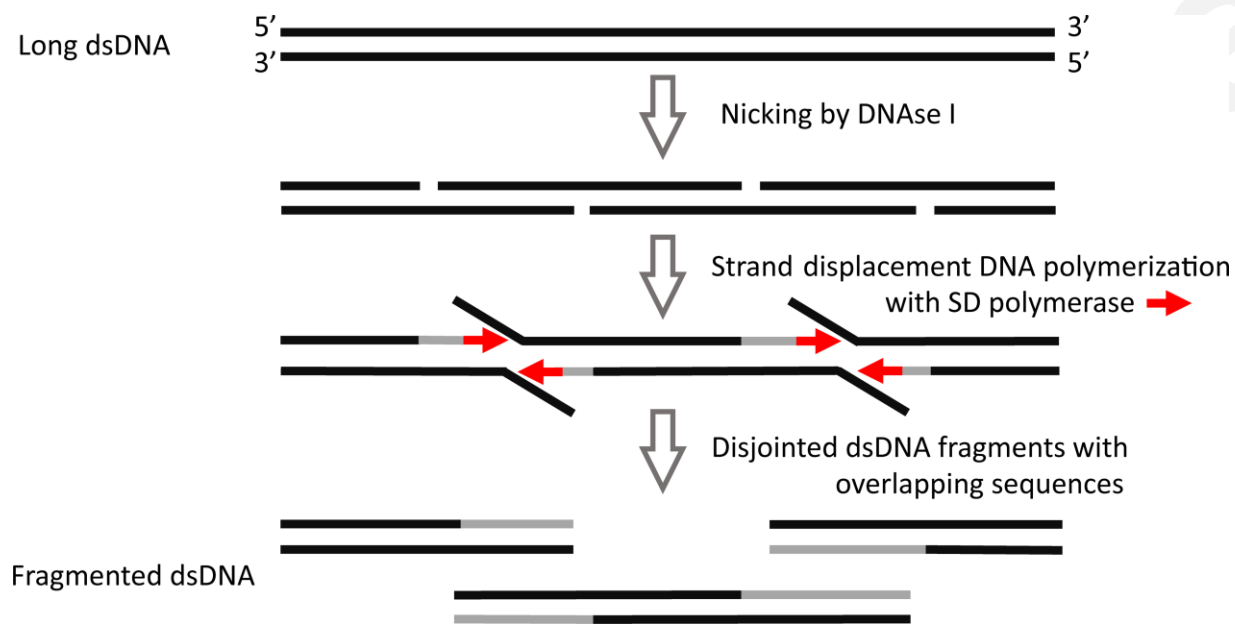 5’ 3’
Long dsDNA
3’ 5’
Nicking by DNAse I
Strand displacement DNA polymerization
with SD polymerase
Disjointed dsDNA fragments with
overlapping sequences
Fragmented dsDNA